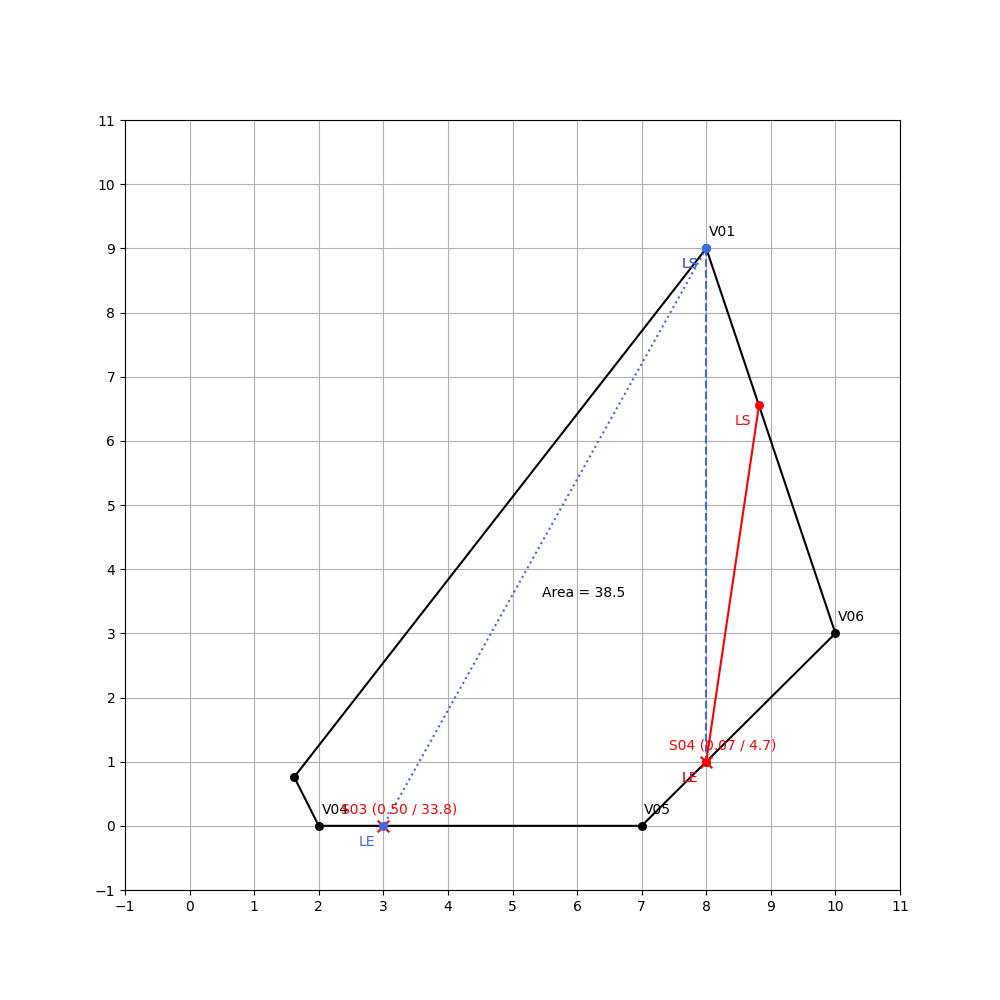 11
10
9
8
7
6
5
4
3
2
1
0
−1
V01
LS
LS
Area = 38.5
V06
S04 (0.07 / 4.7)
LE
V04
S03 (0.50 / 33.8)
V05
LE
−1 0 1 2 3 4 5 6 7 8 9 10 11